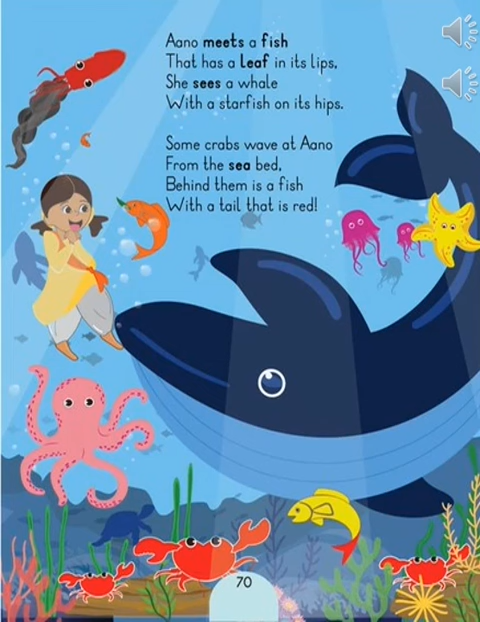 Aano meets a fish
That has a leaf in its lips,
She sees a whale
With a starfish on its hips.
Some crabs wave at Aano
From the sea bed,
Behind them is a fish
With a tail that is red!
70